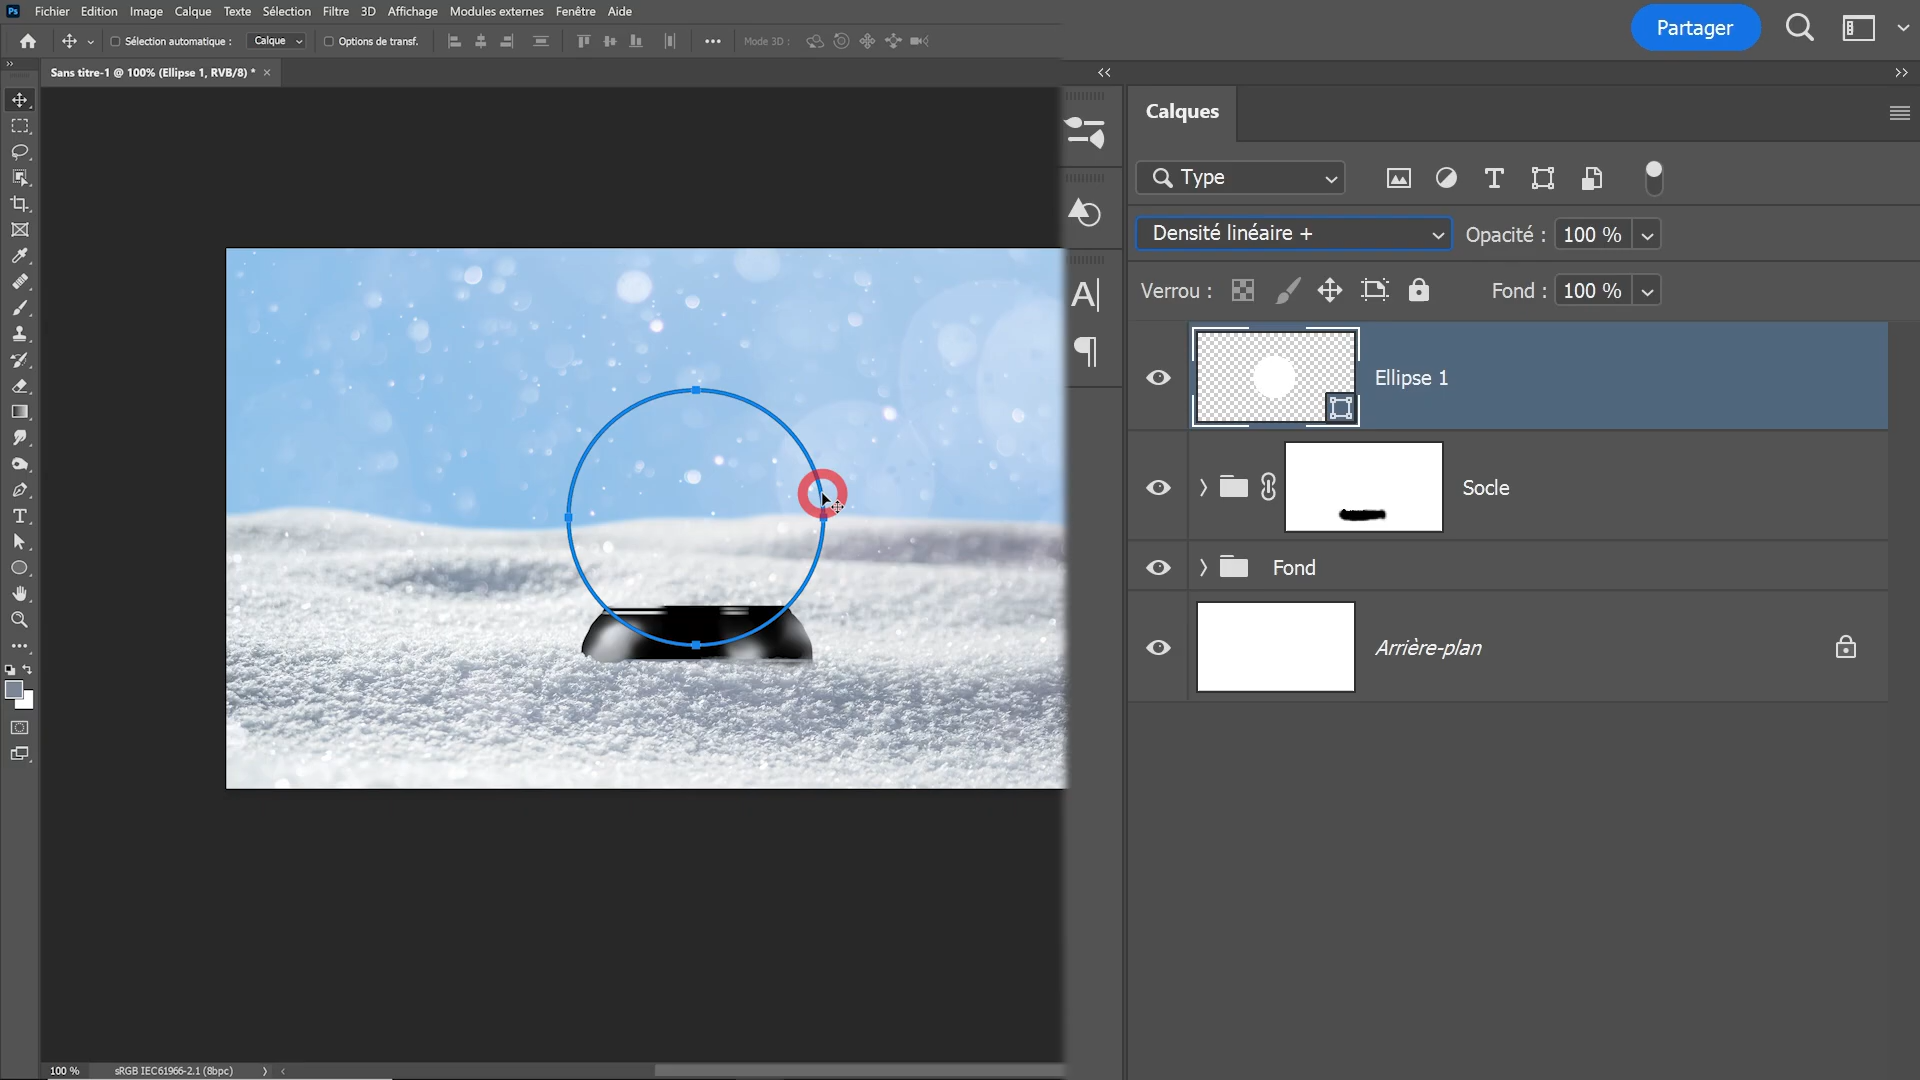 Ps Fichier Edition Image Calque Texte Sélection Filtre 3D Affichage Modules externes Fenêtre Aide
Sélection automatique : Calque Options de transf. Mode 3D :
Partager
Sans titre-1 @ 100% (Ellipse 1, RVB/8) *
Calques
Type
Densité linéaire + Opacité : 100 %
Verrou : Fond : 100 %
Ellipse 1
Socle
Fond
Arrière-plan
100 % sRGB IEC61966-2.1 (8bpc)